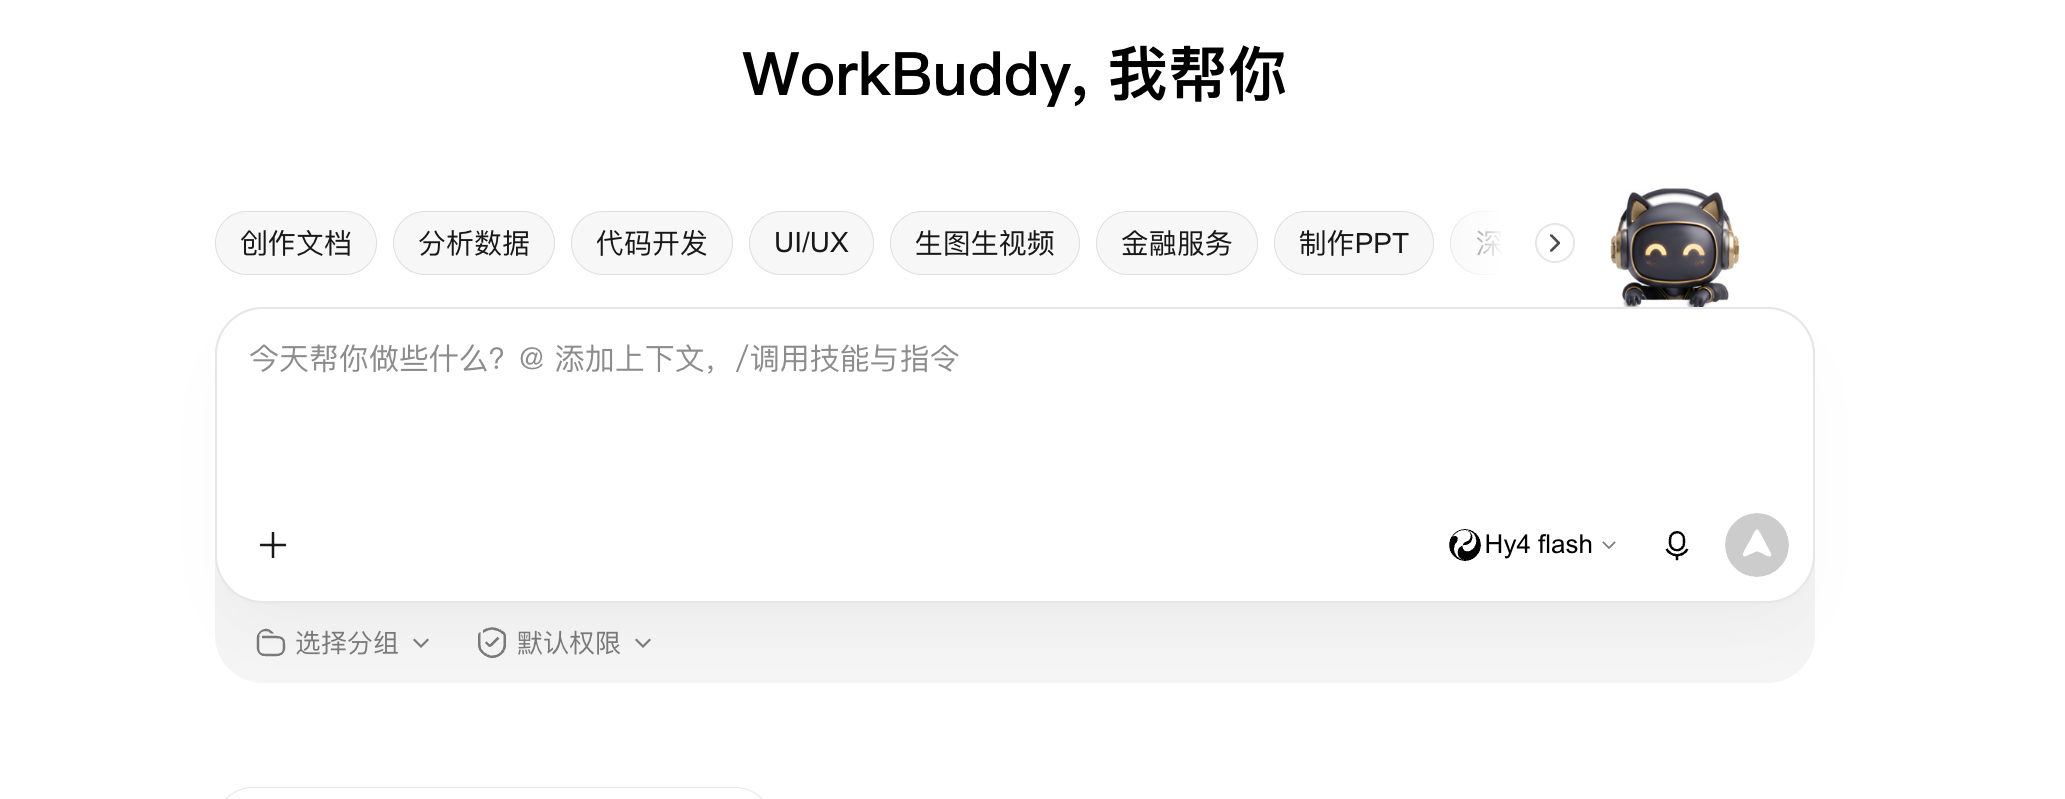 WorkBuddy, 我帮你
创作文档
分析数据
代码开发
UI/UX
生图生视频
金融服务
制作PPT
深
今天帮你做些什么？@ 添加上下文，/调用技能与指令
Hy4 flash
选择分组
默认权限